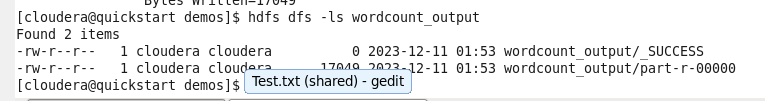 Bytes Written=17049
[cloudera@quickstart demos]$ hdfs dfs -ls wordcount_output
Found 2 items
-rw-r--r--   1 cloudera cloudera          0 2023-12-11 01:53 wordcount_output/_SUCCESS
-rw-r--r--   1 cloudera cloudera      17049 2023-12-11 01:53 wordcount_output/part-r-00000
[cloudera@quickstart demos]$
Test.txt (shared) - gedit